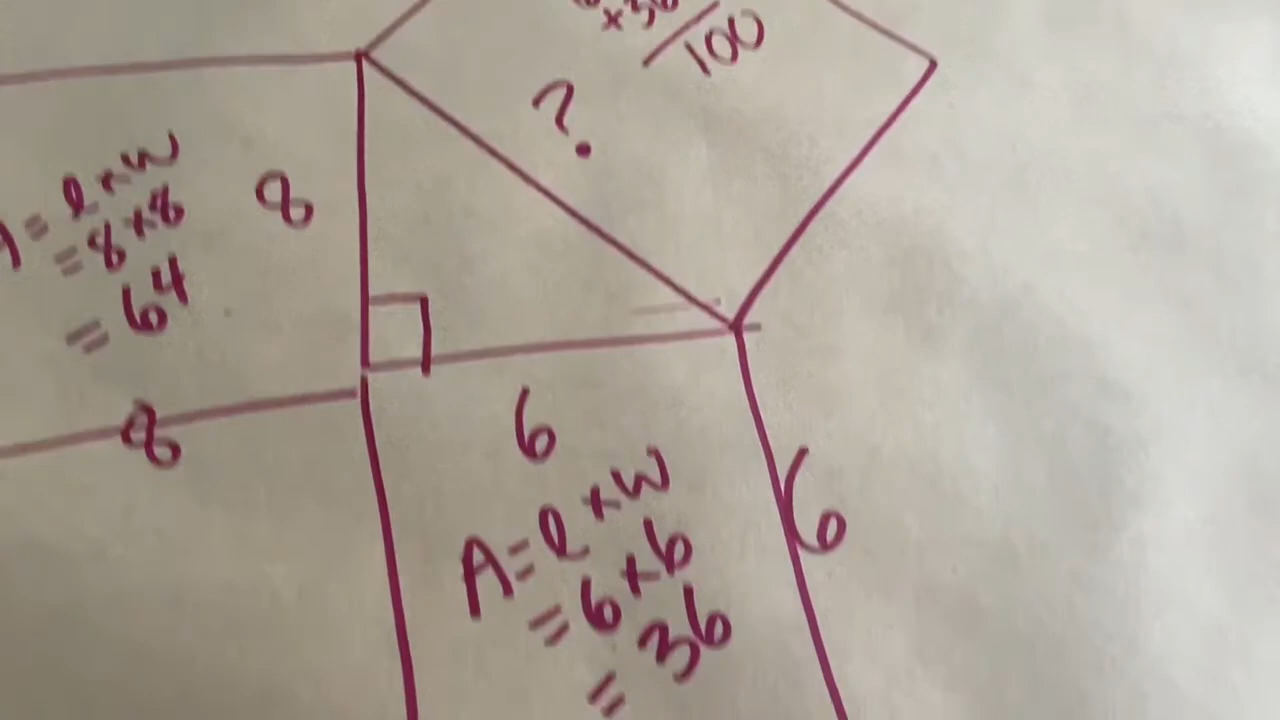 100
?
A = l × w
= 8 × 8
= 64
8
8
6
6
A = l × w
= 6 × 6
= 36